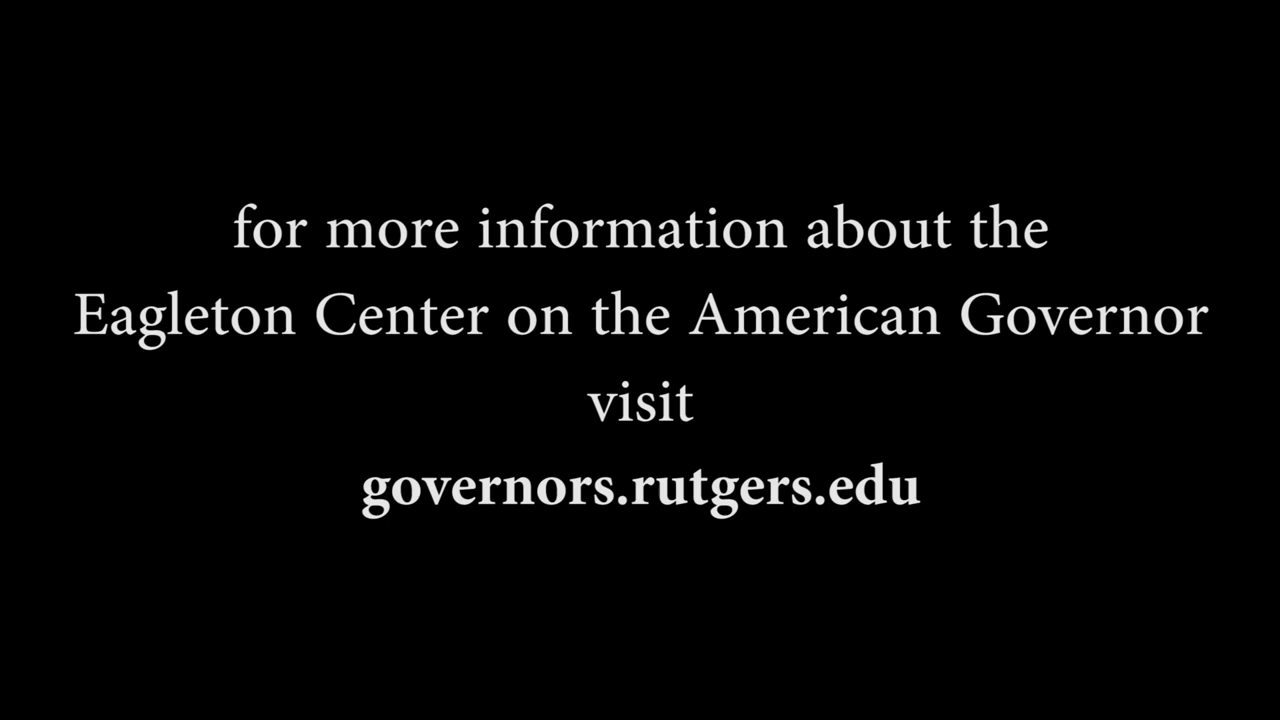 for more information about the
Eagleton Center on the American Governor
visit
governors.rutgers.edu